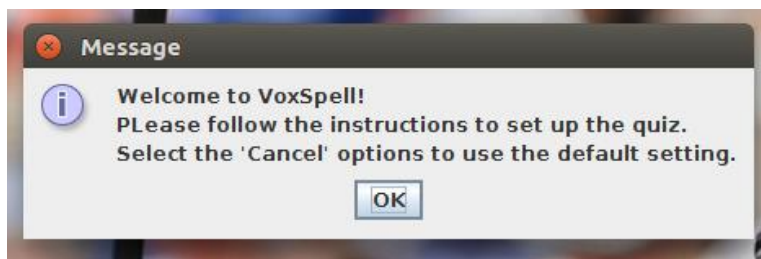 Message
Welcome to VoxSpell!
PLease follow the instructions to set up the quiz.
Select the 'Cancel' options to use the default setting.
OK